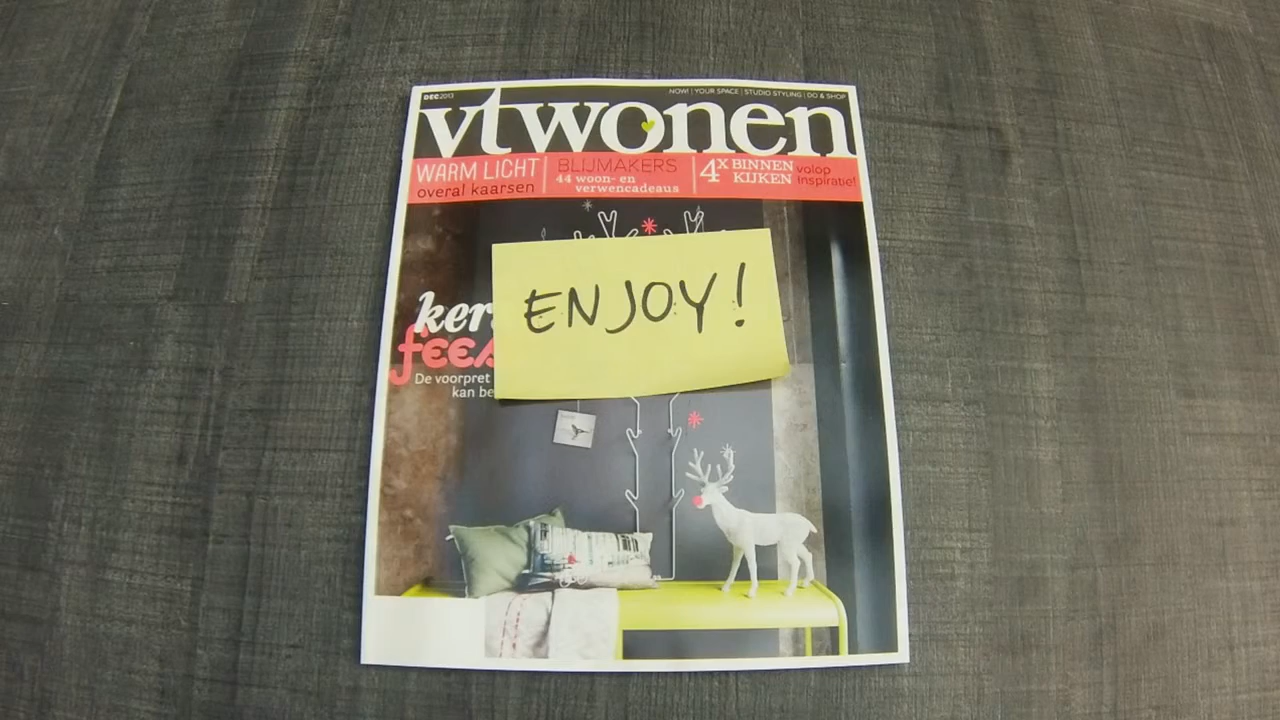 DEC 2013
NOW! | YOUR SPACE | STUDIO STYLING | DO & SHOP
vtwonen
WARM LICHT
overal kaarsen
BLIJMAKERS
44 woon- en
verwencadeaus
4X BINNEN
KIJKEN
volop
inspiratie!
ENJOY!
De voorpret
kan